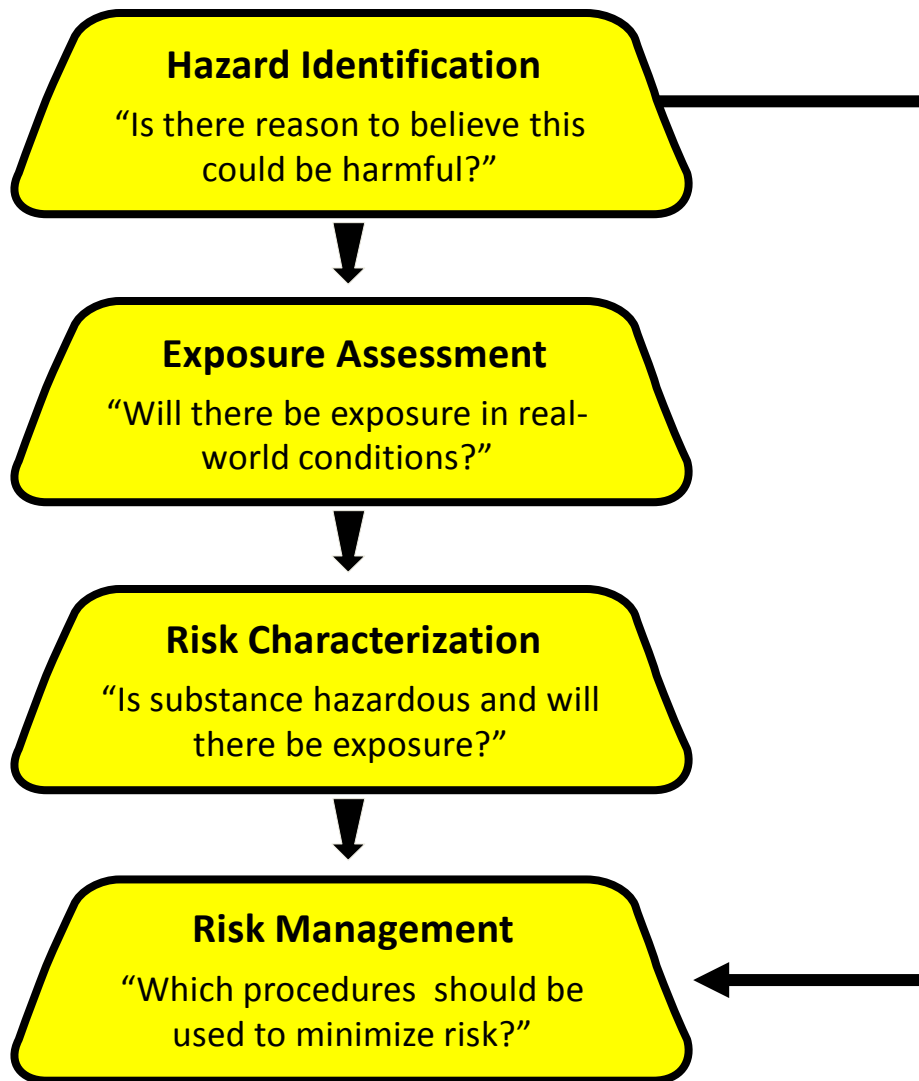 Hazard Identification
“Is there reason to believe this
could be harmful?”
Exposure Assessment
“Will there be exposure in real-
world conditions?”
Risk Characterization
“Is substance hazardous and will
there be exposure?”
Risk Management
“Which procedures  should be
used to minimize risk?”